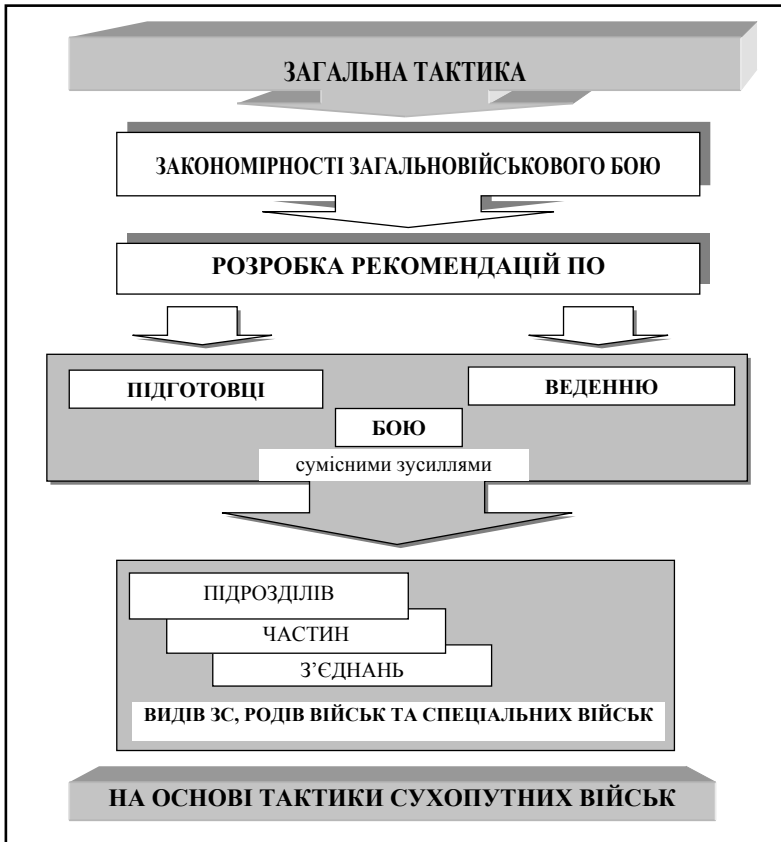 ЗАГАЛЬНА ТАКТИКА
ЗАКОНОМІРНОСТІ ЗАГАЛЬНОВІЙСЬКОВОГО БОЮ
РОЗРОБКА РЕКОМЕНДАЦІЙ ПО
ПІДГОТОВЦІ
ВЕДЕННЮ
БОЮ
сумісними зусиллями
ПІДРОЗДІЛІВ
ЧАСТИН
З’ЄДНАНЬ
ВИДІВ ЗС, РОДІВ ВІЙСЬК ТА СПЕЦІАЛЬНИХ ВІЙСЬК
НА ОСНОВІ ТАКТИКИ СУХОПУТНИХ ВІЙСЬК